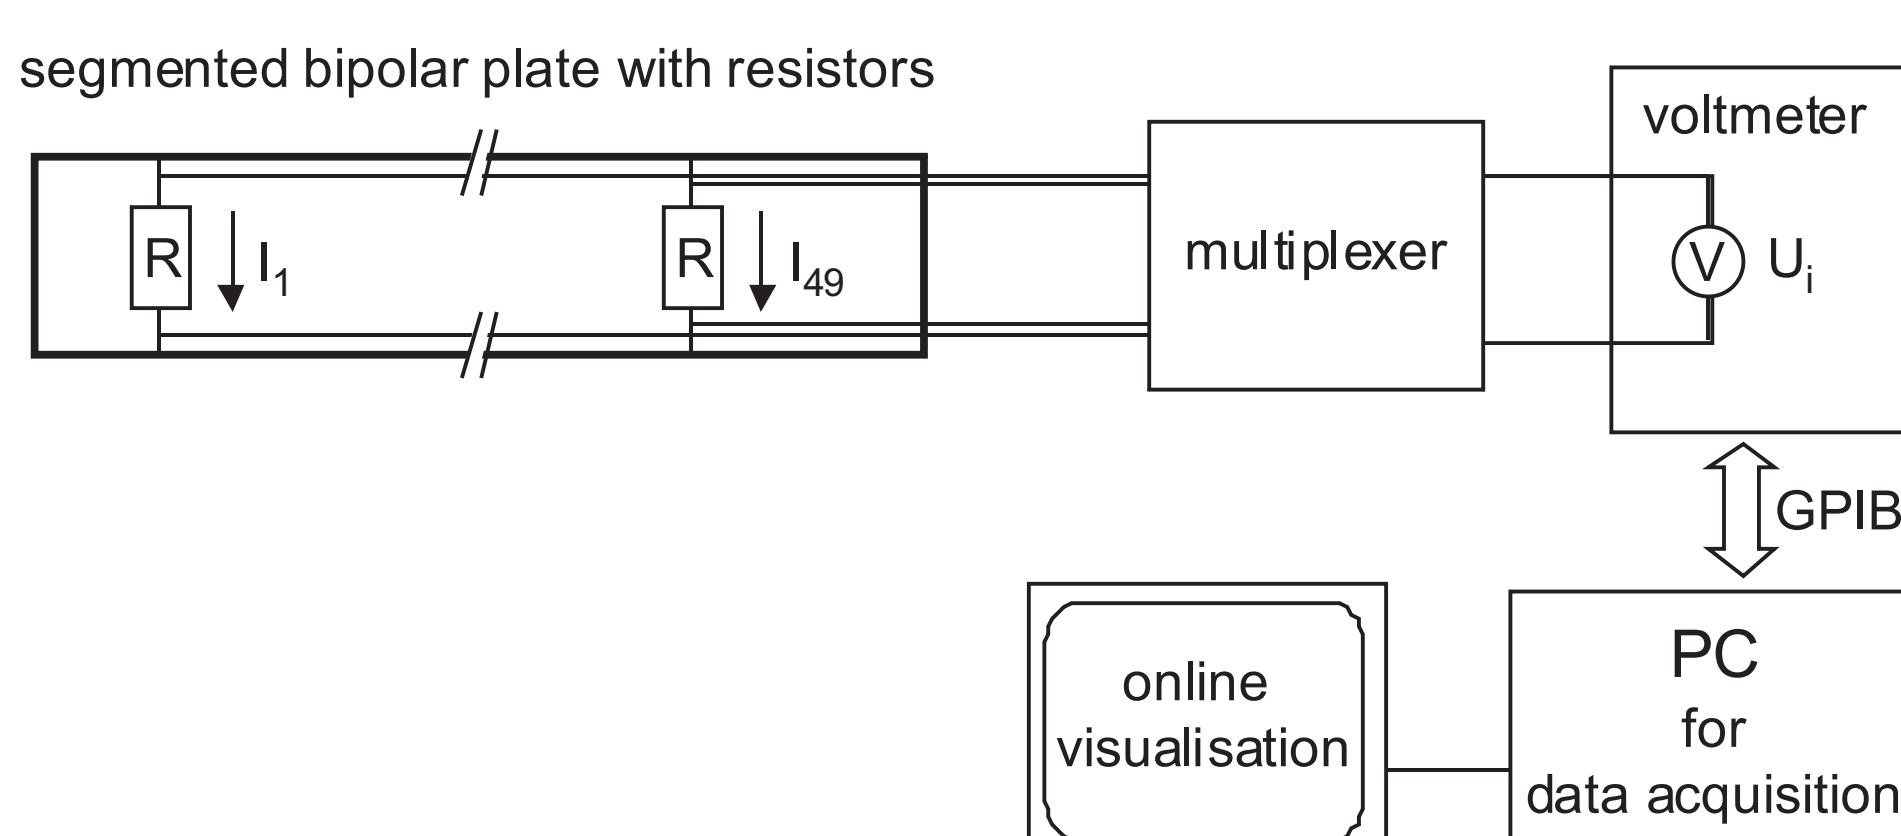 segmented bipolar plate with resistors
voltmeter
R I₁
R I₄₉
multiplexer
V Uᵢ
GPIB
online
visualisation
PC
for
data acquisition